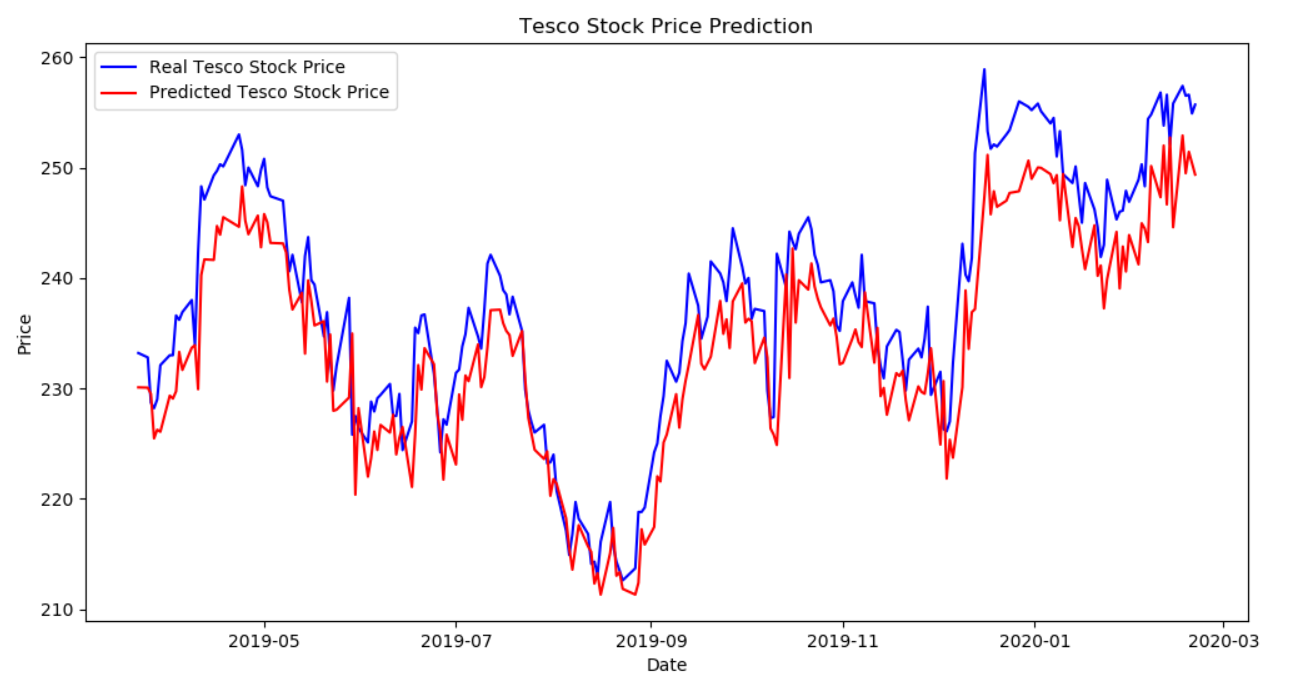 Tesco Stock Price Prediction
Real Tesco Stock Price
Predicted Tesco Stock Price
Price
260
250
240
230
220
210
2019-05 2019-07 2019-09 2019-11 2020-01 2020-03
Date